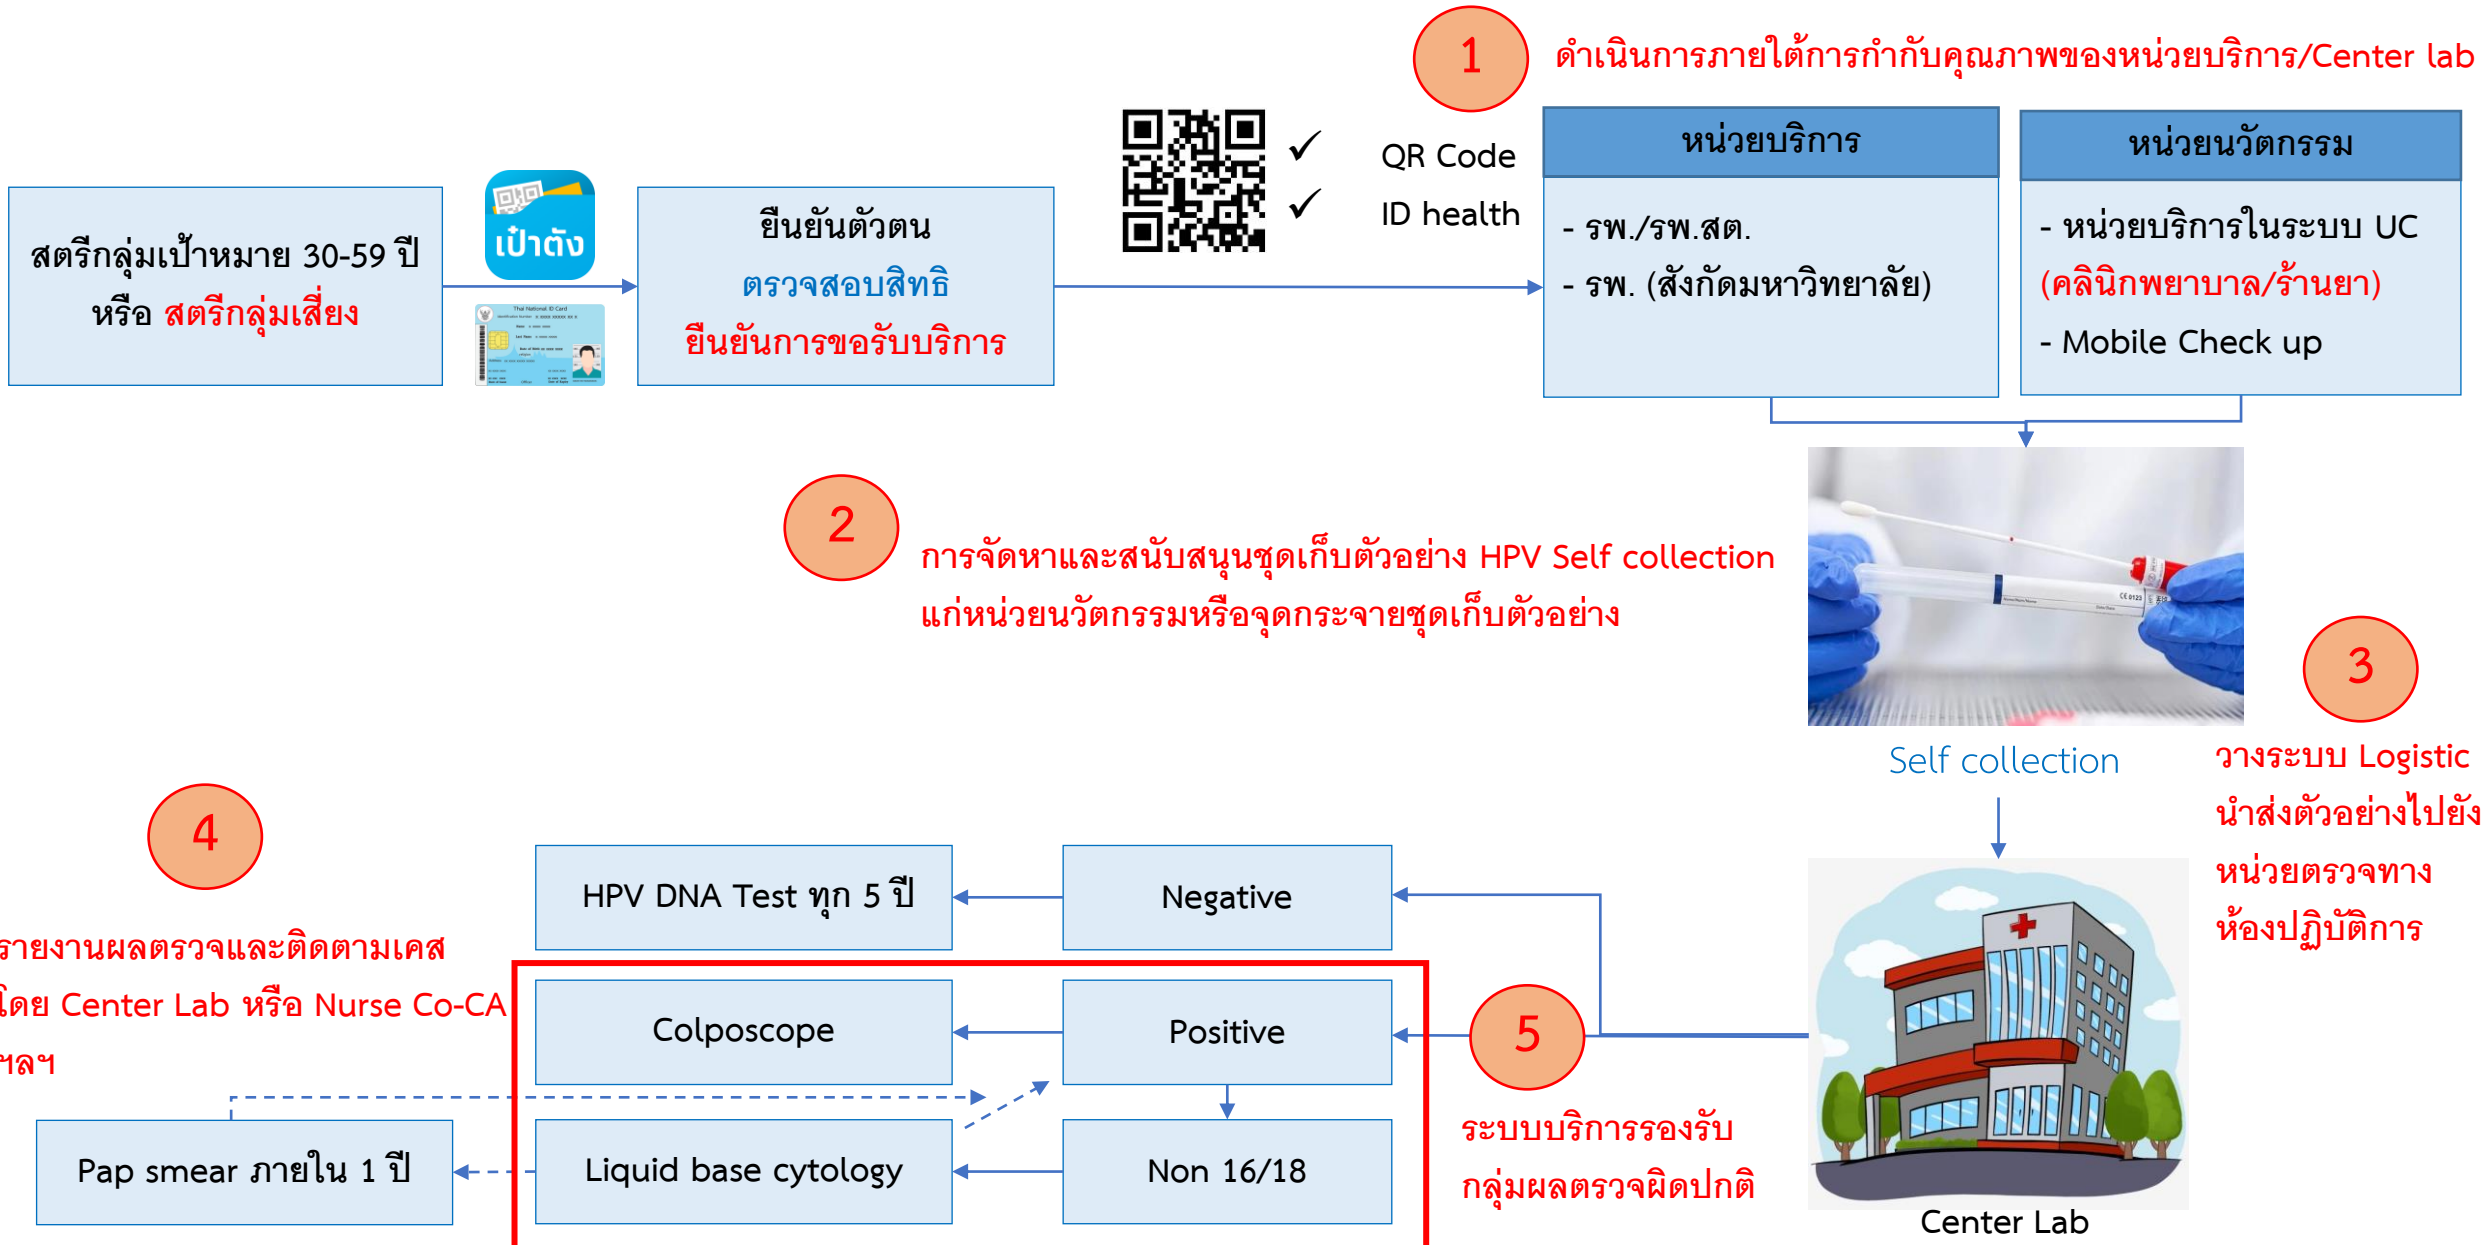 1
ดำเนินการภายใต้การกำกับคุณภาพของหน่วยบริการ/Center lab
สตรีกลุ่มเป้าหมาย 30-59 ปี
หรือ สตรีกลุ่มเสี่ยง
เป๋าตัง
Thai National ID Card
ยืนยันตัวตน
ตรวจสอบสิทธิ
ยืนยันการขอรับบริการ
✓ QR Code
✓ ID health
หน่วยบริการ
- รพ./รพ.สต.
- รพ. (สังกัดมหาวิทยาลัย)
หน่วยนวัตกรรม
- หน่วยบริการในระบบ UC
(คลินิกพยาบาล/ร้านยา)
- Mobile Check up
2
การจัดหาและสนับสนุนชุดเก็บตัวอย่าง HPV Self collection
แก่หน่วยนวัตกรรมหรือจุดกระจายชุดเก็บตัวอย่าง
CE 0123
Self collection
3
วางระบบ Logistic
นำส่งตัวอย่างไปยัง
หน่วยตรวจทาง
ห้องปฏิบัติการ
4
รายงานผลตรวจและติดตามเคส
โดย Center Lab หรือ Nurse Co-CA
ฯลฯ
HPV DNA Test ทุก 5 ปี
Negative
Colposcope
Positive
5
ระบบบริการรองรับ
กลุ่มผลตรวจผิดปกติ
Pap smear ภายใน 1 ปี
Liquid base cytology
Non 16/18
Center Lab